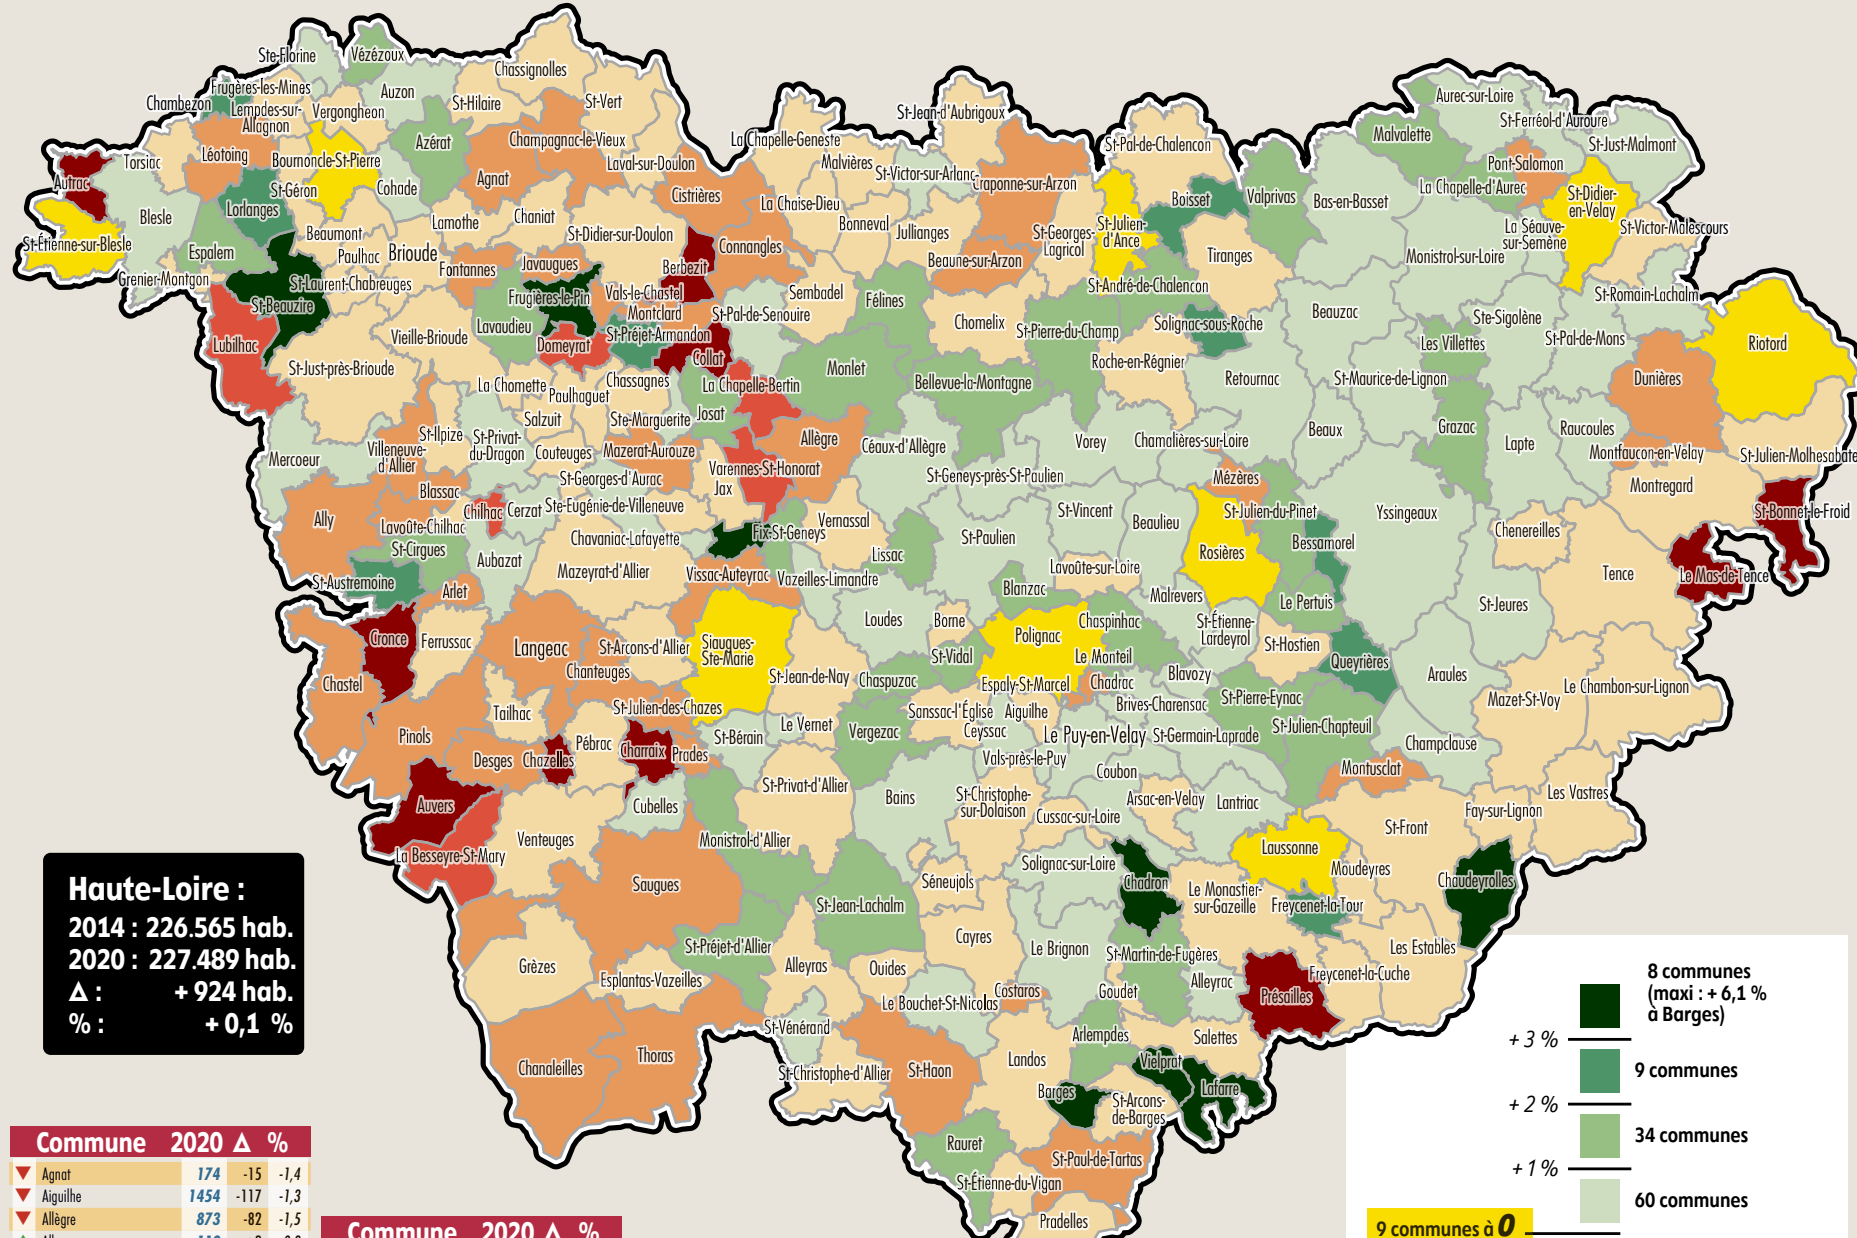 Ste-Florine
Vézézoux
Chassignolles
Frugères-les-Mines
Auzon
Chambezon
Lempdes-sur-
Allagnon
Vergongheon
St-Hilaire
St-Vert
Aurec-sur-Loire
St-Jean-d'Aubrigoux
St-Ferréol-d'Auroure
Azérat
Champagnac-le-Vieux
La Chapelle-Geneste
St-Pal-de-Chalencon
Malvalette
St-Just-Malmont
Torsiac
Léotoing
Bournoncle-St-Pierre
Laval-sur-Doulon
Malvières
St-Victor-sur-Arlanc
Craponne-sur-Arzon
Pont-Salomon
Autrac
St-Géron
Cohade
Agnat
Cistrières
La Chaise-Dieu
Boisset
Valprivas
Bas-en-Basset
La Chapelle-d'Aurec
St-Didier-
en-Velay
Blesle
Lorlanges
Lamothe
Chaniat
Bonneval
Jullianges
St-Georges-
Lagricol
St-Julien-
d'Ance
La Séauve-
sur-Semène
St-Victor-Malescours
St-Étienne-sur-Blesle
Espalem
Beaumont
Paulhac
Brioude
St-Didier-sur-Doulon
Connangles
Beaune-sur-Arzon
Tiranges
Monistrol-sur-Loire
Grenier-Montgon
St-Beauzire
St-Laurent-Chabreuges
Fontannes
Javaugues
Berbezit
Frugières-le-Pin
Vals-le-Chastel
Montclard
Sembadel
Félines
St-André-de-Chalencon
St-Romain-Lachalm
Lubilhac
Vieille-Brioude
Lavaudieu
Domeyrat
St-Préjet-Armandon
St-Pal-de-Senouire
Chomelix
St-Pierre-du-Champ
Solignac-sous-Roche
Beauzac
Ste-Sigolène
St-Pal-de-Mons
Riotord
St-Just-près-Brioude
Collat
Monlet
Roche-en-Régnier
Les Villettes
La Chomette
Paulhaguet
Chassagnes
La Chapelle-Bertin
Bellevue-la-Montagne
Retournac
St-Maurice-de-Lignon
Dunières
Salzuit
Ste-Marguerite
Josat
Mercoeur
Villeneuve-
d'Allier
St-Ilpize
St-Privat-
du-Dragon
Couteuges
Mazerat-Aurouze
Allègre
Céaux-d'Allègre
Vorey
Chamalières-sur-Loire
Beaux
Grazac
Lapte
Raucoules
Montfaucon-en-Velay
St-Julien-Molhesabate
Varennes-St-Honorat
Jax
St-Geneys-près-St-Paulien
Blassac
St-Georges-d'Aurac
Mézères
Montregard
Ally
Lavoûte-Chilhac
Chilhac
Cerzat
Ste-Eugénie-de-Villeneuve
Vernassal
St-Vincent
Beaulieu
St-Julien-du-Pinet
Yssingeaux
Chenereilles
St-Bonnet-le-Froid
St-Cirgues
Chavaniac-Lafayette
Fix-St-Geneys
Lissac
St-Paulien
Rosières
Bessamorel
Aubazat
St-Austremoine
Arlet
Mazeyrat-d'Allier
Vissac-Auteyrac
Vazeilles-Limandre
Lavoûte-sur-Loire
Tence
Le Mas-de-Tence
Blanzac
Malrevers
Le Pertuis
St-Jeures
Cronce
Ferrussac
Langeac
St-Arcons-d'Allier
Siaugues-
Ste-Marie
Loudes
Borne
Polignac
Chaspinhac
St-Étienne-
Lardeyrol
St-Hostien
Queyrières
Chastel
Chanteuges
St-Jean-de-Nay
Chaspuzac
St-Vidal
Le Monteil
Blavozy
Araules
Espaly-St-Marcel
Chadrac
Pinols
Tailhac
St-Julien-des-Chazes
Le Vernet
Sanssac-l'Église
Aiguilhe
Brives-Charensac
St-Pierre-Eynac
Mazet-St-Voy
Le Chambon-sur-Lignon
Desges
Chazelles
Pébrac
Charraix
Prades
St-Bérain
Vergezac
Ceyssac
Le Puy-en-Velay
St-Germain-Laprade
St-Julien-Chapteuil
Champclause
Vals-près-le-Puy
Montusclat
Auvers
Cubelles
St-Privat-d'Allier
Bains
St-Christophe-
sur-Dolaison
Coubon
Arsac-en-Velay
Lantriac
Les Vastres
Fay-sur-Lignon
Cussac-sur-Loire
St-Front
Venteuges
Monistrol-d'Allier
La Besseyre-St-Mary
Laussonne
Moudeyres
Solignac-sur-Loire
Séneujols
Chadron
Saugues
Le Monastier-
sur-Gazeille
Freycenet-la-Tour
Chaudeyrolles
St-Jean-Lachalm
Cayres
Le Brignon
St-Préjet-d'Allier
St-Martin-de-Fugères
Les Estables
Grèzes
Esplantas-Vazeilles
Alleyras
Ouides
Alleyrac
Freycenet-la-Cuche
Le Bouchet-St-Nicolas
Costaros
Goudet
Présailles
St-Vénérand
Arlempdes
Salettes
Chanaleilles
Thoras
St-Christophe-d'Allier
St-Haon
Landos
Vielprat
Barges
Lafarre
St-Arcons-
de-Barges
Rauret
St-Paul-de-Tartas
St-Étienne-du-Vigan
Pradelles
Haute-Loire :
2014 : 226.565 hab.
2020 : 227.489 hab.
Δ : + 924 hab.
% : + 0,1 %
8 communes
(maxi : + 6,1 %
à Barges)
+ 3 %
9 communes
+ 2 %
34 communes
+ 1 %
60 communes
9 communes à 0
Commune 2020 Δ %
Agnat 174 -15 -1,4
Aiguilhe 1454 -117 -1,3
Allègre 873 -82 -1,5
Commune 2020 Δ %